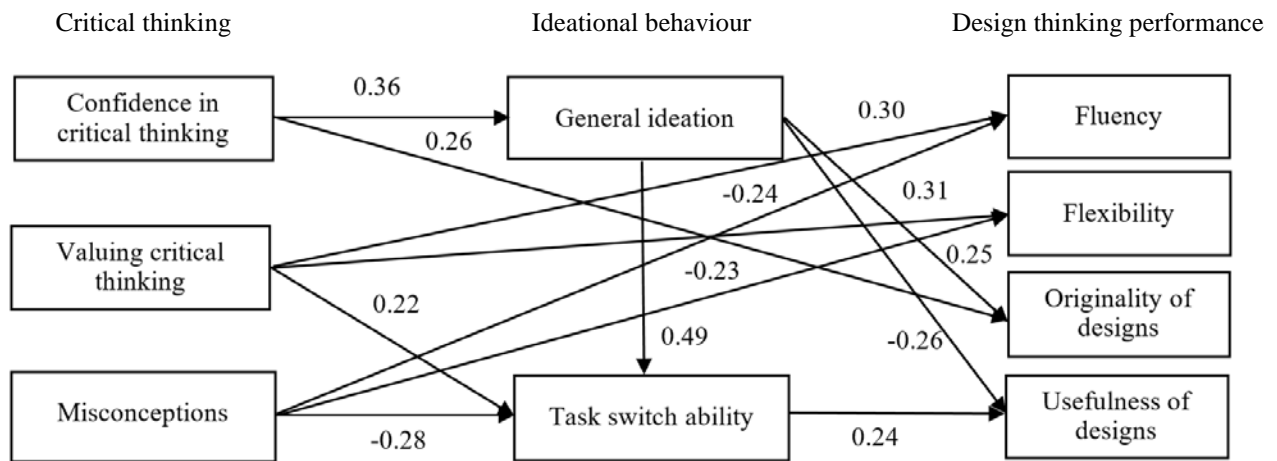 Critical thinking
Ideational behaviour
Design thinking performance
Confidence in
critical thinking
0.36
0.26
General ideation
0.30
Fluency
-0.24
0.31
Flexibility
Valuing critical
thinking
0.22
-0.23
0.25
Originality of
designs
0.49
-0.26
Misconceptions
-0.28
Task switch ability
0.24
Usefulness of
designs